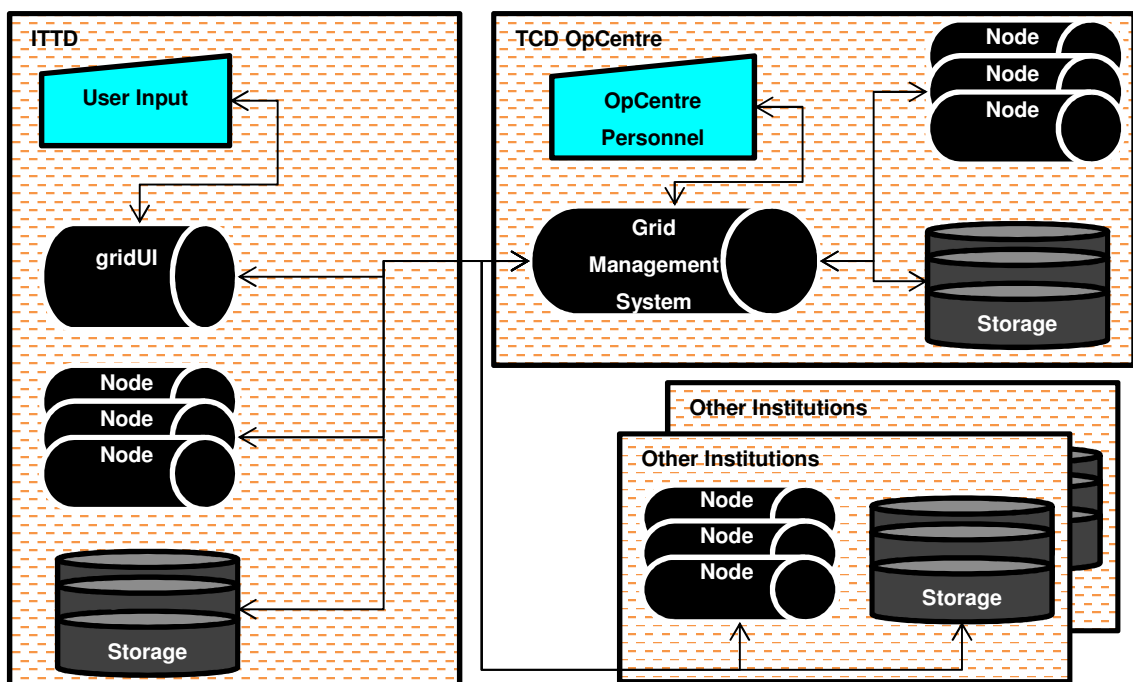 ITTD
User Input
gridUI
Node
Node
Node
Storage
TCD OpCentre
OpCentre
Personnel
Grid
Management
System
Node
Node
Node
Storage
Other Institutions
Other Institutions
Node
Node
Node
Storage